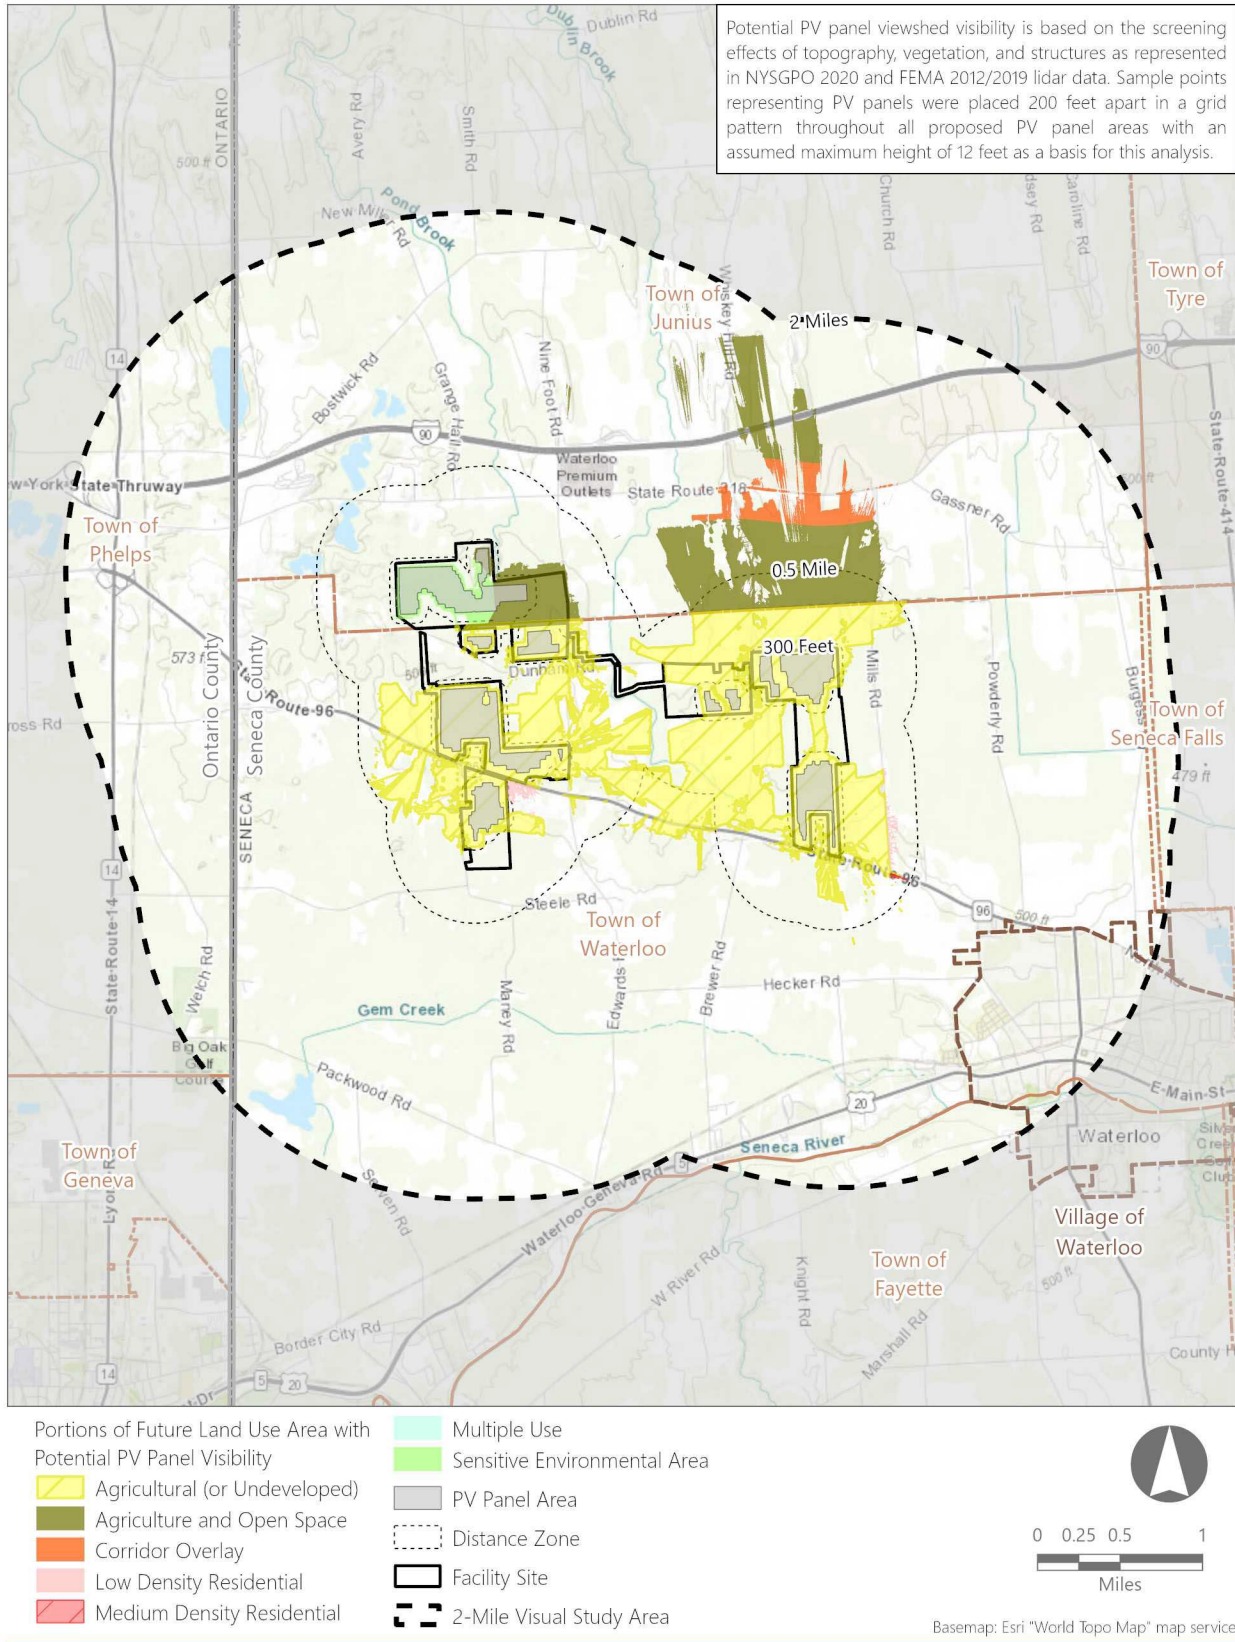 Potential PV panel viewshed visibility is based on the screening
effects of topography, vegetation, and structures as represented
in NYSGPO 2020 and FEMA 2012/2019 lidar data. Sample points
representing PV panels were placed 200 feet apart in a grid
pattern throughout all proposed PV panel areas with an
assumed maximum height of 12 feet as a basis for this analysis.
Dublin Rd
Dublin Brook
ONTARIO
Avery Rd
Smith Rd
500 ft
Church Rd
Caroline Rd
New Miller Rd
Pond Brook
Town of
Tyre
Town of
Junius
Whiskey Hill Rd
2 Miles
14
90
Bostwick Rd
Grange Hall Rd
Nine Foot Rd
90
State-Route-414
Waterloo
Premium
Outlets
State Route 318
500 ft
Gassner Rd
w-York-State-Thruway
Town of
Phelps
0.5 Mile
300 Feet
573 ft
Dunham Rd
Mills Rd
Powderly Rd
Town of
Seneca Falls
ross Rd
State-Route-96
Ontario County
Seneca County
479 ft
SENECA
14
State-Route-14
State-Route-96
96
500 ft
Steele Rd
Town of
Waterloo
Welch Rd
Maney Rd
Brewer Rd
Hecker Rd
Gem Creek
Big Oak
Golf
Course
Packwood Rd
20
E-Main-St
Town of
Geneva
Seneca River
5
Waterloo
Waterloo-Geneva-Rd
Village of
Waterloo
Town of
Fayette
W River Rd
Knight Rd
500 ft
Marshall Rd
Border City Rd
14
5
20
County H
Portions of Future Land Use Area with
Potential PV Panel Visibility
Agricultural (or Undeveloped)
Agriculture and Open Space
Corridor Overlay
Low Density Residential
Medium Density Residential
Multiple Use
Sensitive Environmental Area
PV Panel Area
Distance Zone
Facility Site
2-Mile Visual Study Area
0 0.25 0.5 1
Miles
Basemap: Esri "World Topo Map" map service